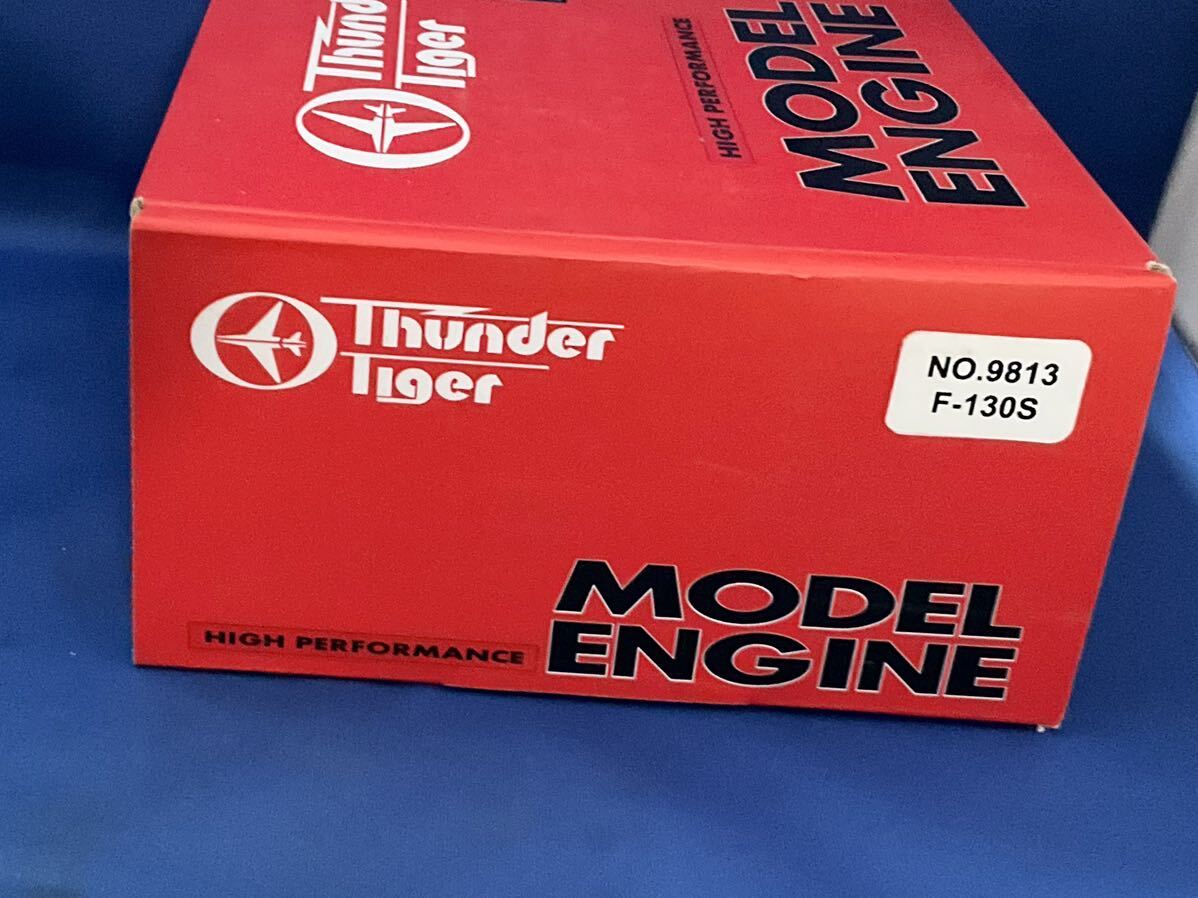 Thunder
Tiger
HIGH PERFORMANCE
MODEL
ENGINE
Thunder
Tiger
NO.9813
F-130S
HIGH PERFORMANCE
MODEL
ENGINE